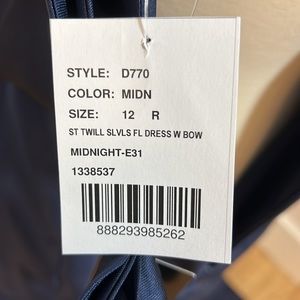 STYLE: D770
COLOR: MIDN
SIZE: 12 R
ST TWILL SLVLS FL DRESS W BOW
MIDNIGHT-E31
1338537
888293985262